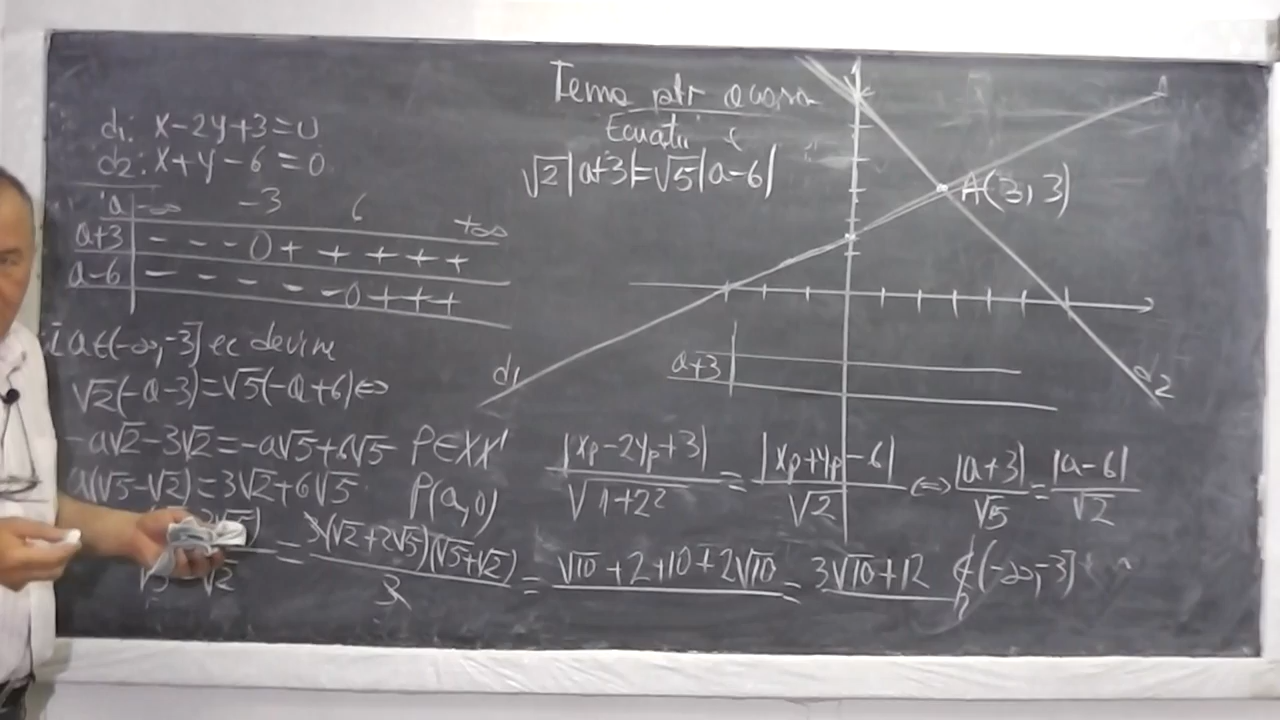 Tema ptr acasa
Ecuatii
√2|a+3|=√5|a-6|
d1: x-2y+3=0
d2: x+y-6=0
a | -∞ -3 6 +∞
a+3 | - - - 0 + + + + +
a-6 | - - - - - 0 + + +
I a∈(-∞,-3] ec devine
√2(-a-3)=√5(-a+6)⇔
-a√2-3√2=-a√5+6√5
a(√5-√2)=3√2+6√5
= 3(√2+2√5)(√5+√2) / 3 = √10+2+10+2√10 = 3√10+12 ∉(-∞,-3]
√5 √2
P∈XX'
P(a,0)
|xp-2yp+3| / √1+2² = |xp+yp-6| / √2 ⇔ |a+3| / √5 = |a-6| / √2
A(3,3)
d1
d2
a+3